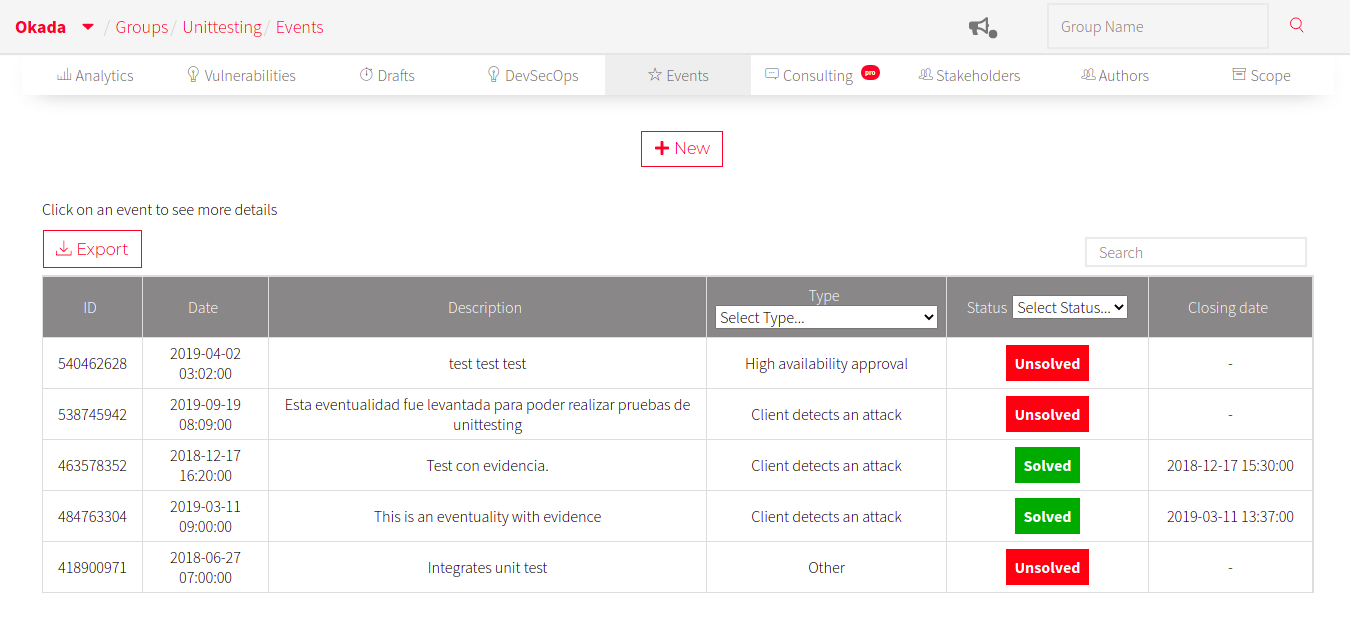 Okada / Groups / Unittesting / Events
Group Name
Analytics
Vulnerabilities
Drafts
DevSecOps
Events
Consulting pro
Stakeholders
Authors
Scope
New
Click on an event to see more details
Export
Search
ID
Date
Description
Type
Select Type...
Status Select Status...
Closing date
540462628
2019-04-02
03:02:00
test test test
High availability approval
Unsolved
-
538745942
2019-09-19
08:09:00
Esta eventualidad fue levantada para poder realizar pruebas de
unittesting
Client detects an attack
Unsolved
-
463578352
2018-12-17
16:20:00
Test con evidencia.
Client detects an attack
Solved
2018-12-17 15:30:00
484763304
2019-03-11
09:00:00
This is an eventuality with evidence
Client detects an attack
Solved
2019-03-11 13:37:00
418900971
2018-06-27
07:00:00
Integrates unit test
Other
Unsolved
-